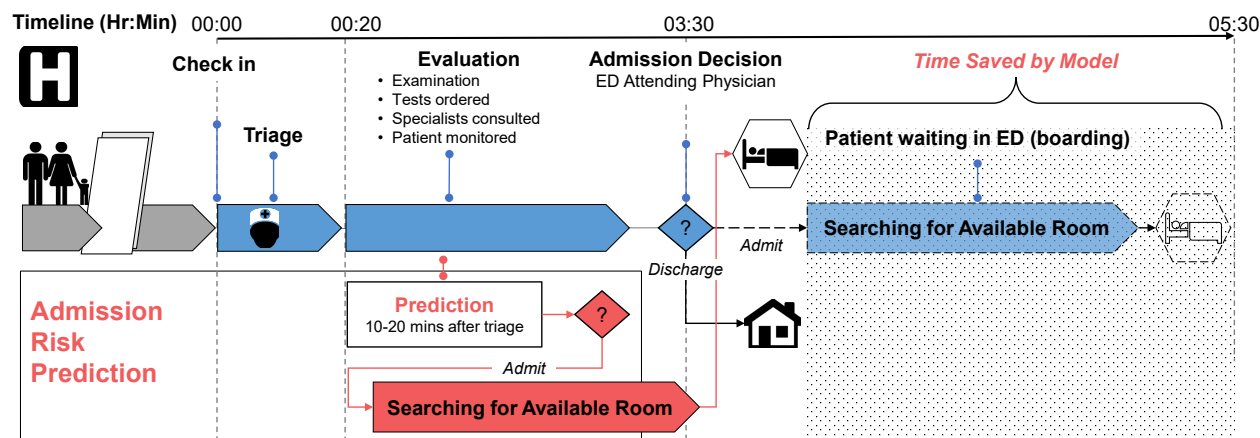 Timeline (Hr:Min) 00:00 00:20 03:30 05:30
H
Check in
Triage
Evaluation
• Examination
• Tests ordered
• Specialists consulted
• Patient monitored
Admission Decision
ED Attending Physician
Time Saved by Model
Patient waiting in ED (boarding)
?
Admit
Searching for Available Room
Discharge
Admission
Risk
Prediction
Prediction
10-20 mins after triage
?
Admit
Searching for Available Room